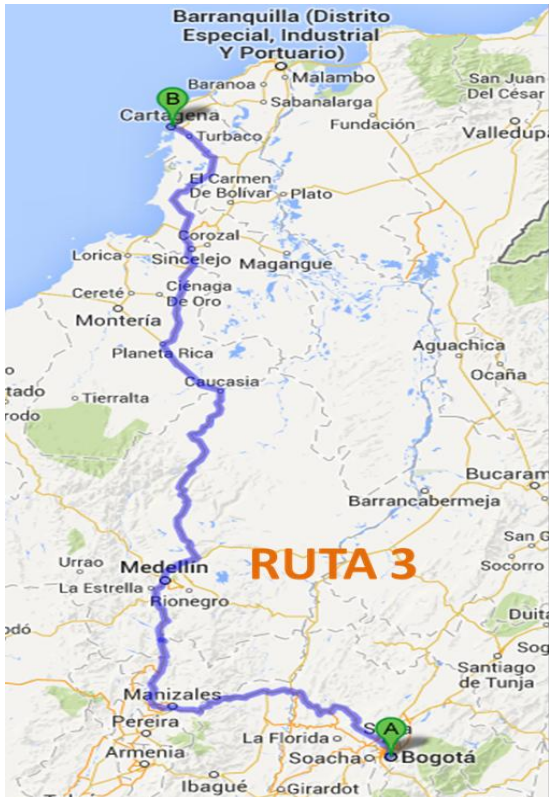 Barranquilla (Distrito
Especial, Industrial
Y Portuario)
Baranoa
Malambo
San Juan
Del César
Sabanalarga
B
Cartagena
Fundación
Turbaco
Valledupa
El Carmen
De Bolívar
Plato
Corozal
Lorica
Sincelejo
Magangue
Cereté
Ciénaga
De Oro
Montería
Planeta Rica
Aguachica
Ocaña
Caucasia
tado
Tierralta
rodo
Bucaram
Barrancabermeja
RUTA 3
San G
Urrao
Medellín
Socorro
La Estrella
Rionegro
Duita
odó
Sog
Santiago
de Tunja
Manizales
A
Pereira
La Florida
Bogotá
Armenia
Soacha
Ibagué
Girardot